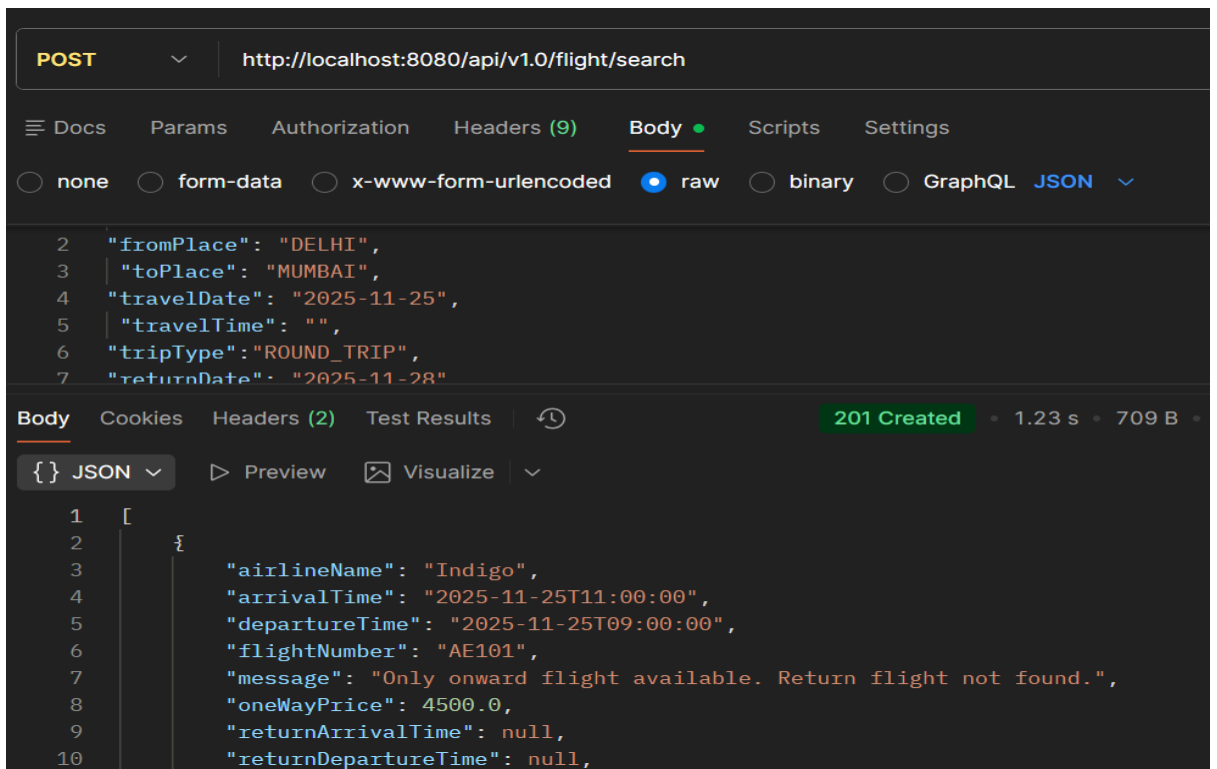 POST http://localhost:8080/api/v1.0/flight/search
Docs Params Authorization Headers (9) Body Scripts Settings
none form-data x-www-form-urlencoded raw binary GraphQL JSON
2 "fromPlace": "DELHI",
3 "toPlace": "MUMBAI",
4 "travelDate": "2025-11-25",
5 "travelTime": "",
6 "tripType":"ROUND_TRIP",
7 "returnDate": "2025-11-28"
Body Cookies Headers (2) Test Results 201 Created • 1.23 s • 709 B •
{} JSON Preview Visualize
1 [
2 {
3 "airlineName": "Indigo",
4 "arrivalTime": "2025-11-25T11:00:00",
5 "departureTime": "2025-11-25T09:00:00",
6 "flightNumber": "AE101",
7 "message": "Only onward flight available. Return flight not found.",
8 "oneWayPrice": 4500.0,
9 "returnArrivalTime": null,
10 "returnDepartureTime": null,